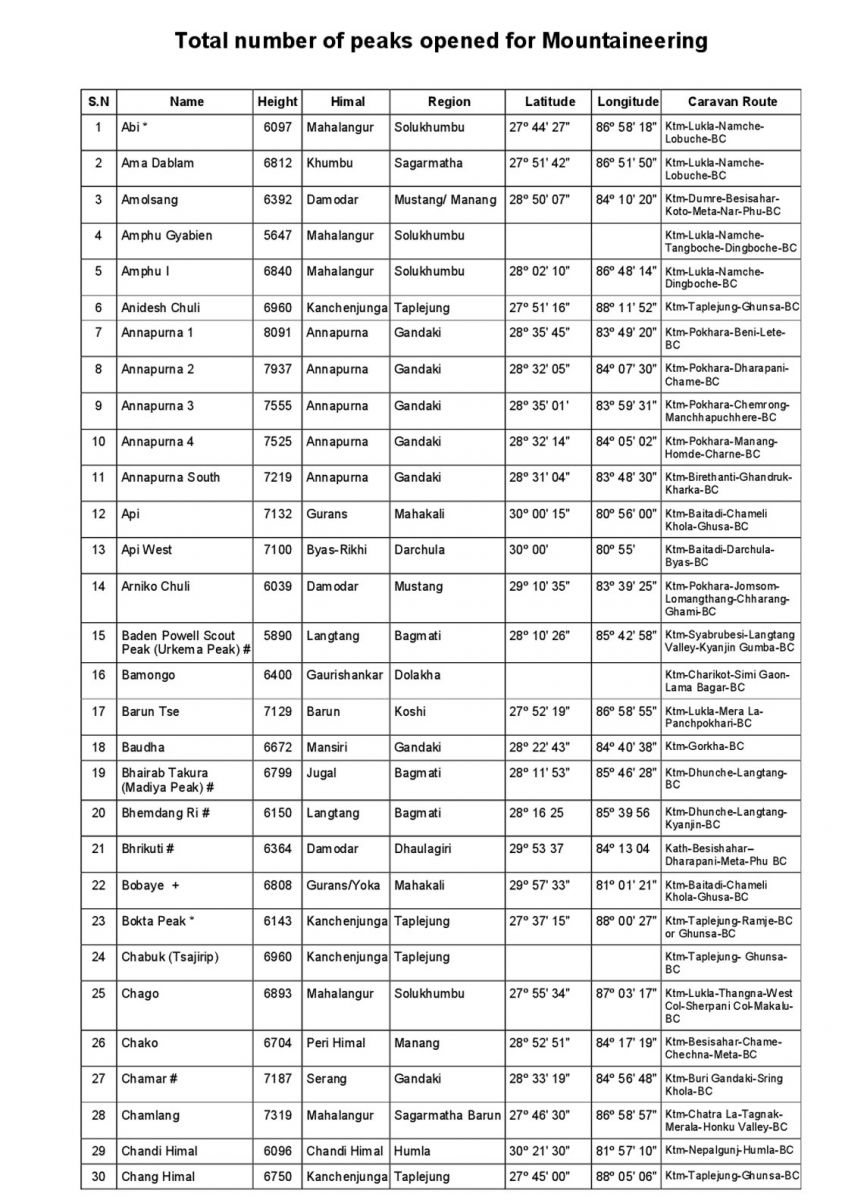 Total number of peaks opened for Mountaineering
S.N Name Height Himal Region Latitude Longitude Caravan Route
1 Abi * 6097 Mahalangur Solukhumbu 27º 44' 27" 86º 58' 18" Ktm-Lukla-Namche-
Lobuche-BC
2 Ama Dablam 6812 Khumbu Sagarmatha 27º 51' 42" 86º 51' 50" Ktm-Lukla-Namche-
Lobuche-BC
3 Amolsang 6392 Damodar Mustang/ Manang 28º 50' 07" 84º 10' 20" Ktm-Dumre-Besisahar-
Koto-Meta-Nar-Phu-BC
4 Amphu Gyabien 5647 Mahalangur Solukhumbu Ktm-Lukla-Namche-
Tangboche-Dingboche-BC
5 Amphu I 6840 Mahalangur Solukhumbu 28º 02' 10" 86º 48' 14" Ktm-Lukla-Namche-
Dingboche-BC
6 Anidesh Chuli 6960 Kanchenjunga Taplejung 27º 51' 16" 88º 11' 52" Ktm-Taplejung-Ghunsa-BC
7 Annapurna 1 8091 Annapurna Gandaki 28º 35' 45" 83º 49' 20" Ktm-Pokhara-Beni-Lete-
BC
8 Annapurna 2 7937 Annapurna Gandaki 28º 32' 05" 84º 07' 30" Ktm-Pokhara-Dharapani-
Chame-BC
9 Annapurna 3 7555 Annapurna Gandaki 28º 35' 01' 83º 59' 31" Ktm-Pokhara-Chemrong-
Manchhapuchhere-BC
10 Annapurna 4 7525 Annapurna Gandaki 28º 32' 14" 84º 05' 02" Ktm-Pokhara-Manang-
Homde-Charne-BC
11 Annapurna South 7219 Annapurna Gandaki 28º 31' 04" 83º 48' 30" Ktm-Birethanti-Ghandruk-
Kharka-BC
12 Api 7132 Gurans Mahakali 30º 00' 15" 80º 56' 00" Ktm-Baitadi-Chameli
Khola-Ghusa-BC
13 Api West 7100 Byas-Rikhi Darchula 30º 00' 80º 55' Ktm-Baitadi-Darchula-
Byas-BC
14 Arniko Chuli 6039 Damodar Mustang 29º 10' 35" 83º 39' 25" Ktm-Pokhara-Jomsom-
Lomangthang-Chharang-
Ghami-BC
15 Baden Powell Scout 5890 Langtang Bagmati 28º 10' 26" 85º 42' 58" Ktm-Syabrubesi-Langtang
Peak (Urkema Peak) # Valley-Kyanjin Gumba-BC
16 Bamongo 6400 Gaurishankar Dolakha Ktm-Charikot-Simi Gaon-
Lama Bagar-BC
17 Barun Tse 7129 Barun Koshi 27º 52' 19" 86º 58' 55" Ktm-Lukla-Mera La-
Panchpokhari-BC
18 Baudha 6672 Mansiri Gandaki 28º 22' 43" 84º 40' 38" Ktm-Gorkha-BC
19 Bhairab Takura 6799 Jugal Bagmati 28º 11' 53" 85º 46' 28" Ktm-Dhunche-Langtang-
(Madiya Peak) # BC
20 Bhemdang Ri # 6150 Langtang Bagmati 28º 16 25 85º 39 56 Ktm-Dhunche-Langtang-
Kyanjin-BC
21 Bhrikuti # 6364 Damodar Dhaulagiri 29º 53 37 84º 13 04 Kath-Besishahar–
Dharapani-Meta-Phu BC
22 Bobaye + 6808 Gurans/Yoka Mahakali 29º 57' 33" 81º 01' 21" Ktm-Baitadi-Chameli
Khola-Ghusa-BC
23 Bokta Peak * 6143 Kanchenjunga Taplejung 27º 37' 15" 88º 00' 27" Ktm-Taplejung-Ramje-BC
or Ghunsa-BC
24 Chabuk (Tsajirip) 6960 Kanchenjunga Taplejung Ktm-Taplejung- Ghunsa-
BC
25 Chago 6893 Mahalangur Solukhumbu 27º 55' 34" 87º 03' 17" Ktm-Lukla-Thangna-West
Col-Sherpani Col-Makalu-
BC
26 Chako 6704 Peri Himal Manang 28º 52' 51" 84º 17' 19" Ktm-Besisahar-Chame-
Chechna-Meta-BC
27 Chamar # 7187 Serang Gandaki 28º 33' 19" 84º 56' 48" Ktm-Buri Gandaki-Sring
Khola-BC
28 Chamlang 7319 Mahalangur Sagarmatha Barun 27º 46' 30" 86º 58' 57" Ktm-Chatra La-Tagnak-
Merala-Honku Valley-BC
29 Chandi Himal 6096 Chandi Himal Humla 30º 21' 30" 81º 57' 10" Ktm-Nepalgunj-Humla-BC
30 Chang Himal 6750 Kanchenjunga Taplejung 27º 45' 00" 88º 05' 06" Ktm-Taplejung-Ghunsa-BC